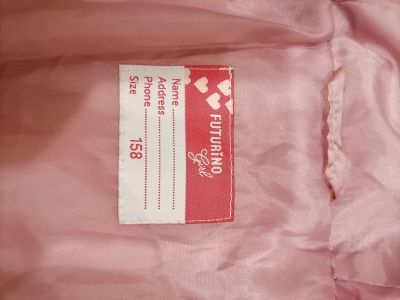 FUTURINO
Girl
Name....................
Address....................
Phone....................
Size 158